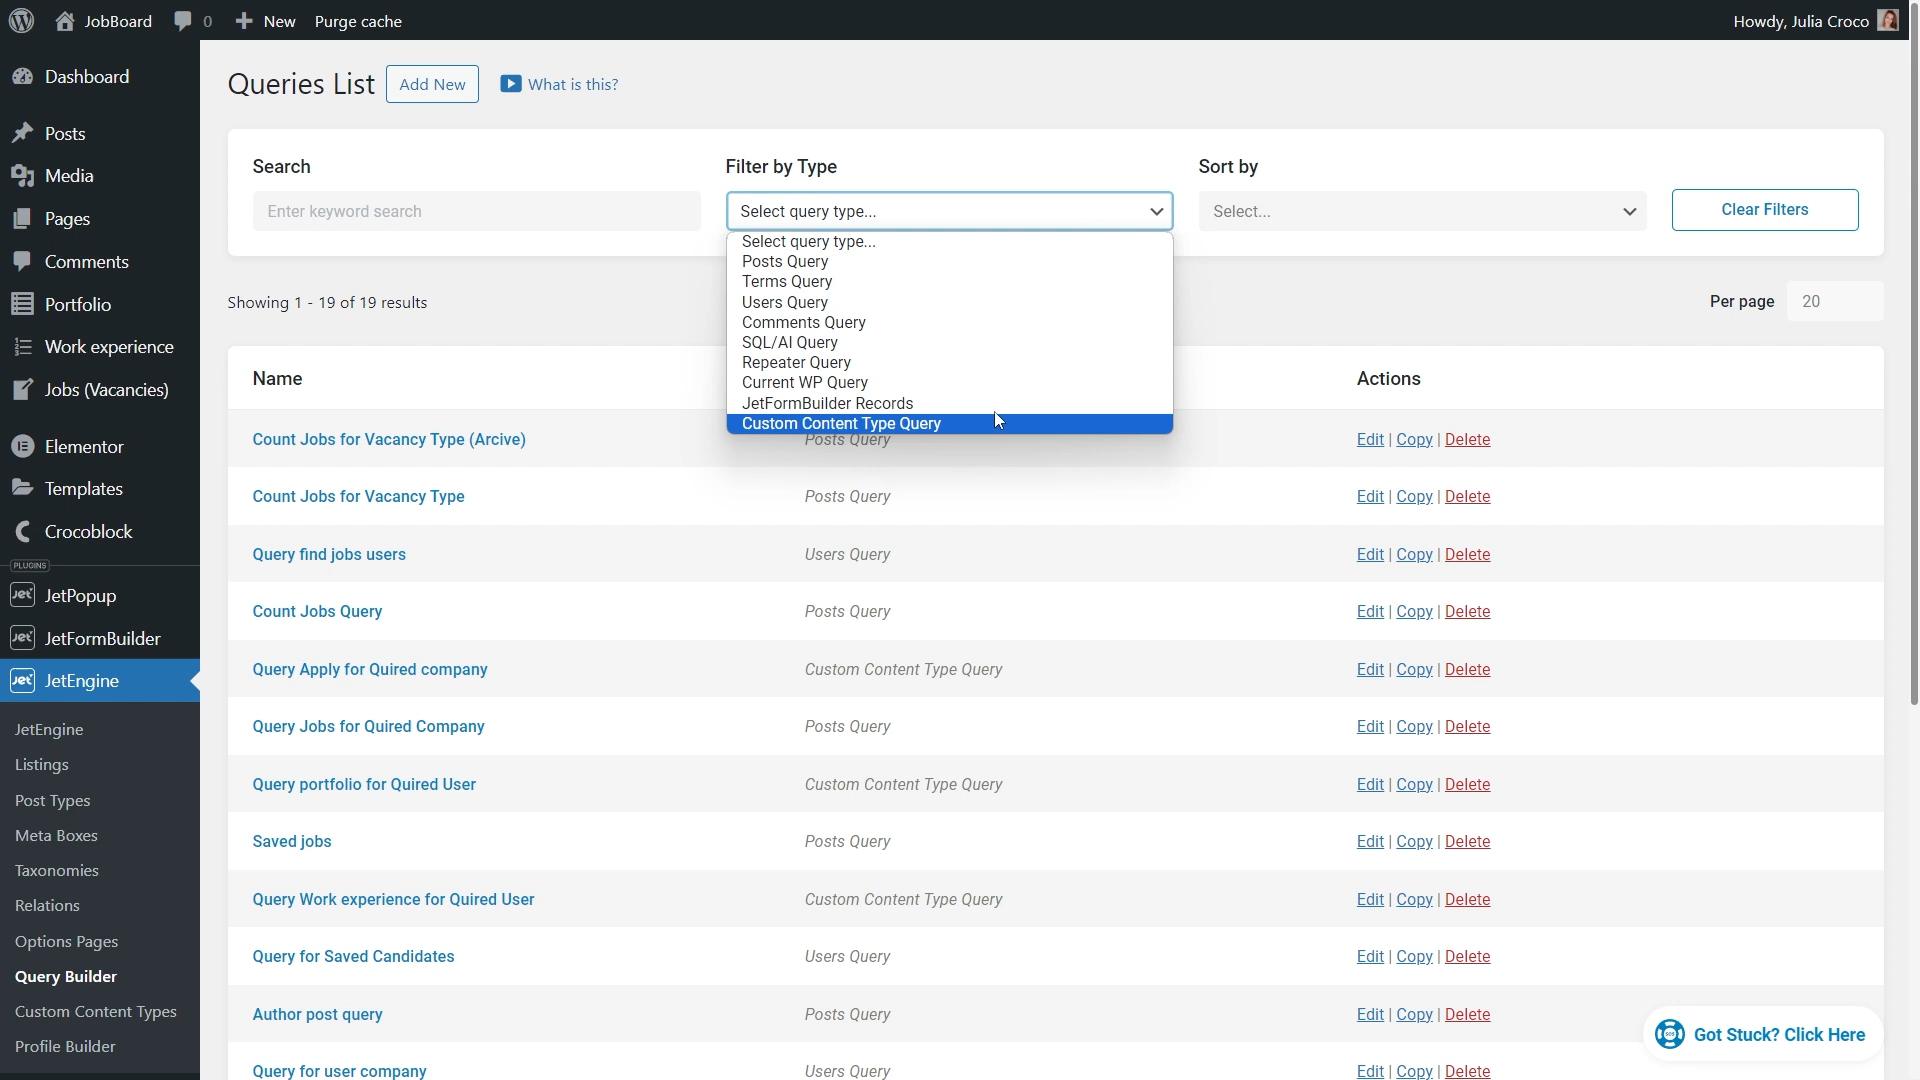 JobBoard 0 New Purge cache Howdy, Julia Croco
Dashboard
Posts
Media
Pages
Comments
Portfolio
Work experience
Jobs (Vacancies)
Elementor
Templates
Crocoblock
PLUGINS
JetPopup
JetFormBuilder
JetEngine
JetEngine
Listings
Post Types
Meta Boxes
Taxonomies
Relations
Options Pages
Query Builder
Custom Content Types
Profile Builder
Queries List Add New What is this?
Search Filter by Type Sort by
Enter keyword search Select query type... Select... Clear Filters
Select query type...
Posts Query
Terms Query
Users Query
Comments Query
SQL/AI Query
Repeater Query
Current WP Query
JetFormBuilder Records
Custom Content Type Query
Showing 1 - 19 of 19 results Per page 20
Name Actions
Count Jobs for Vacancy Type (Arcive) Posts Query Edit | Copy | Delete
Count Jobs for Vacancy Type Posts Query Edit | Copy | Delete
Query find jobs users Users Query Edit | Copy | Delete
Count Jobs Query Posts Query Edit | Copy | Delete
Query Apply for Quired company Custom Content Type Query Edit | Copy | Delete
Query Jobs for Quired Company Posts Query Edit | Copy | Delete
Query portfolio for Quired User Custom Content Type Query Edit | Copy | Delete
Saved jobs Posts Query Edit | Copy | Delete
Query Work experience for Quired User Custom Content Type Query Edit | Copy | Delete
Query for Saved Candidates Users Query Edit | Copy | Delete
Author post query Posts Query Edit | Copy | Delete
Query for user company Users Query Edit | Copy | Delete
Got Stuck? Click Here